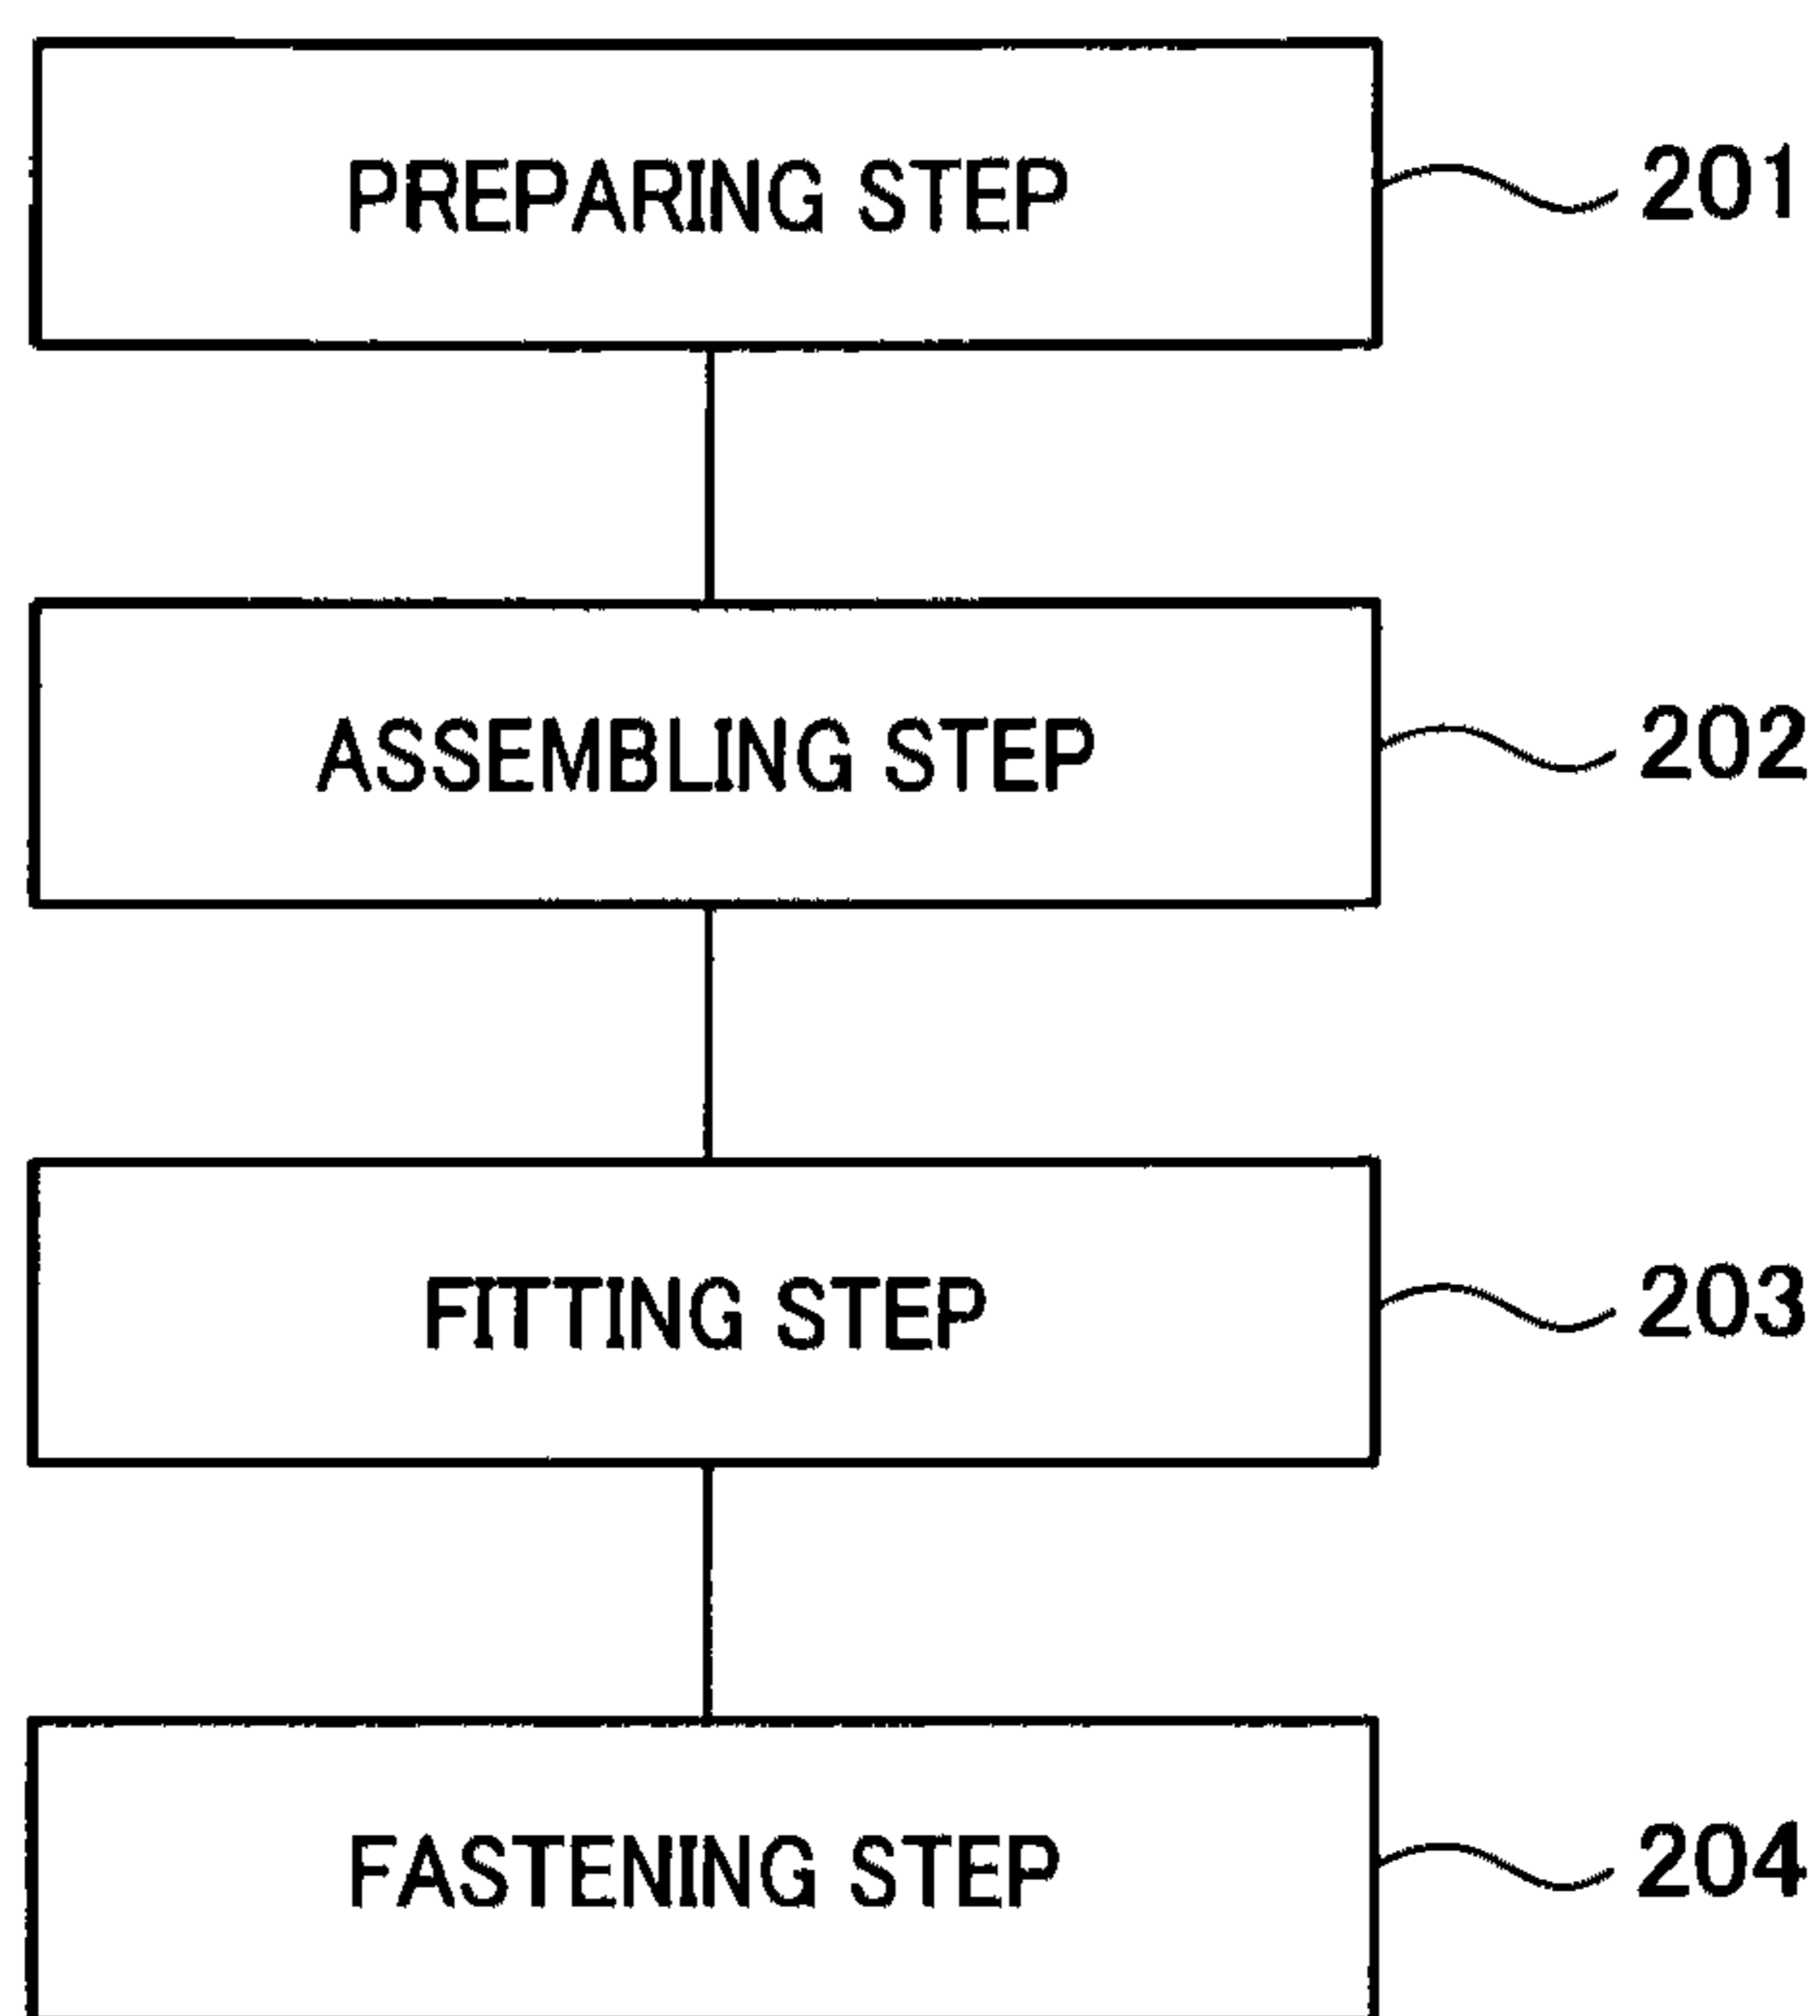 PREPARING STEP 201
ASSEMBLING STEP 202
FITTING STEP 203
FASTENING STEP 204